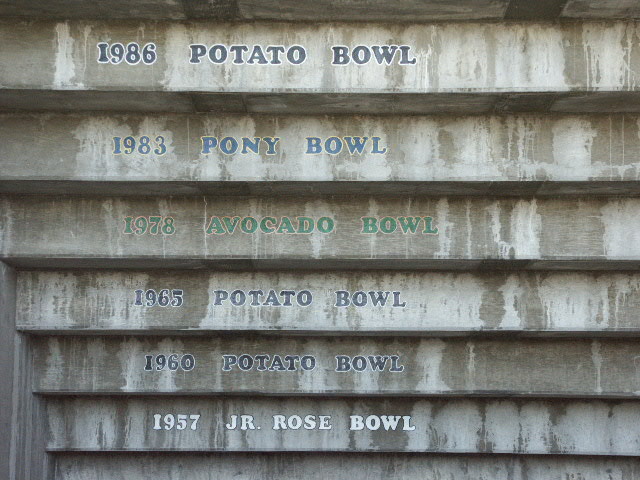 1986 POTATO BOWL
1983 PONY BOWL
1978 AVOCADO BOWL
1965 POTATO BOWL
1960 POTATO BOWL
1957 JR. ROSE BOWL